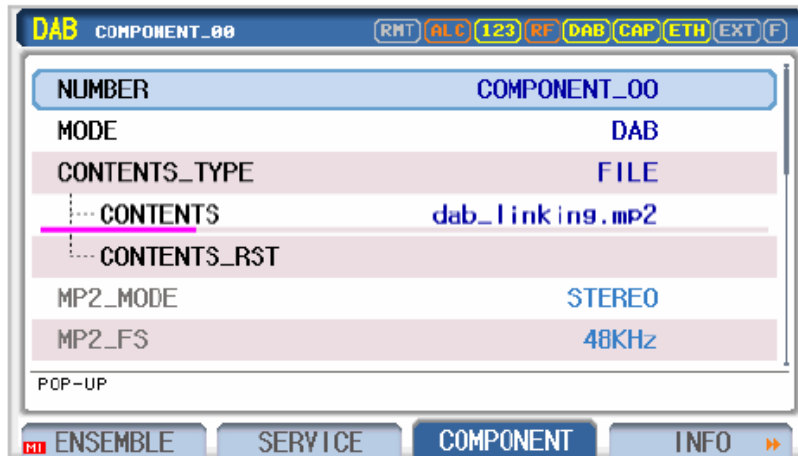 DAB COMPONENT_00 RMT ALC 123 RF DAB CAP ETH EXT F
NUMBER COMPONENT_00
MODE DAB
CONTENTS_TYPE FILE
CONTENTS dab_linking.mp2
CONTENTS_RST
MP2_MODE STEREO
MP2_FS 48KHz
POP-UP
MI ENSEMBLE SERVICE COMPONENT INFO